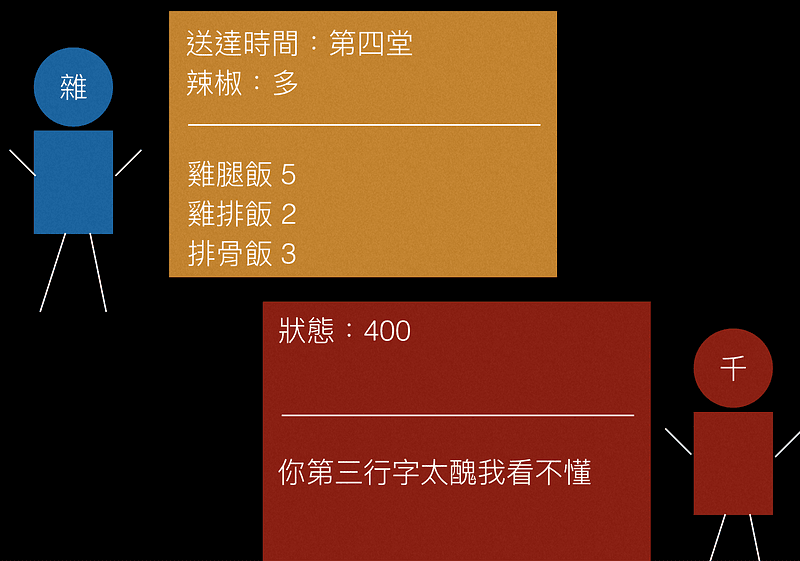 雜
送達時間：第四堂
辣椒：多
雞腿飯 5
雞排飯 2
排骨飯 3
狀態：400
千
你第三行字太醜我看不懂